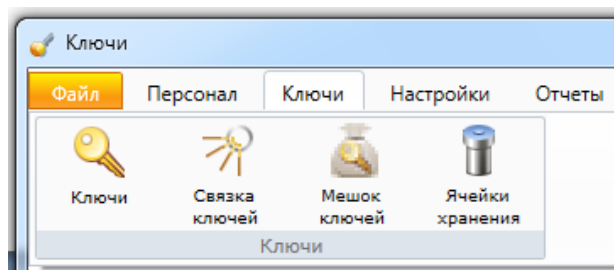 Ключи
Файл Персонал Ключи Настройки Отчеты
Ключи Связка ключей Мешок ключей Ячейки хранения
Ключи